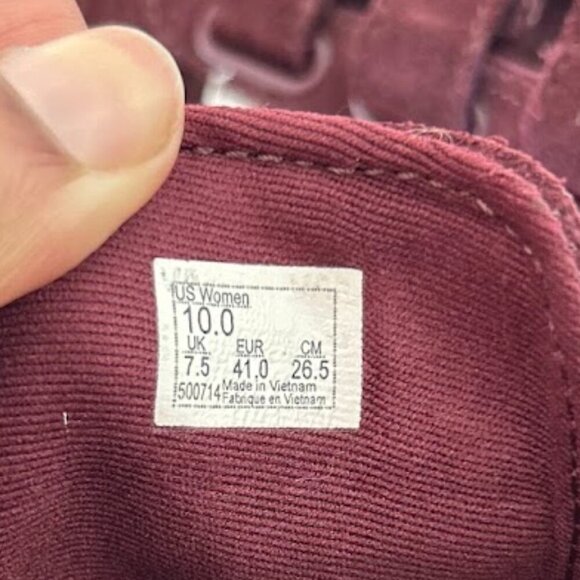 US Women
10.0
UK EUR CM
7.5 41.0 26.5
500714 Made in Vietnam
Fabrique en Vietnam